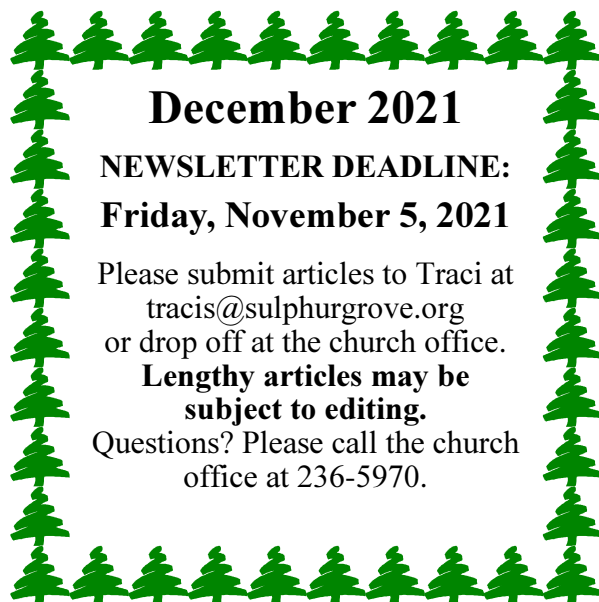 December 2021
NEWSLETTER DEADLINE:
Friday, November 5, 2021
Please submit articles to Traci at
tracis@sulphurgrove.org
or drop off at the church office.
Lengthy articles may be
subject to editing.
Questions? Please call the church
office at 236-5970.